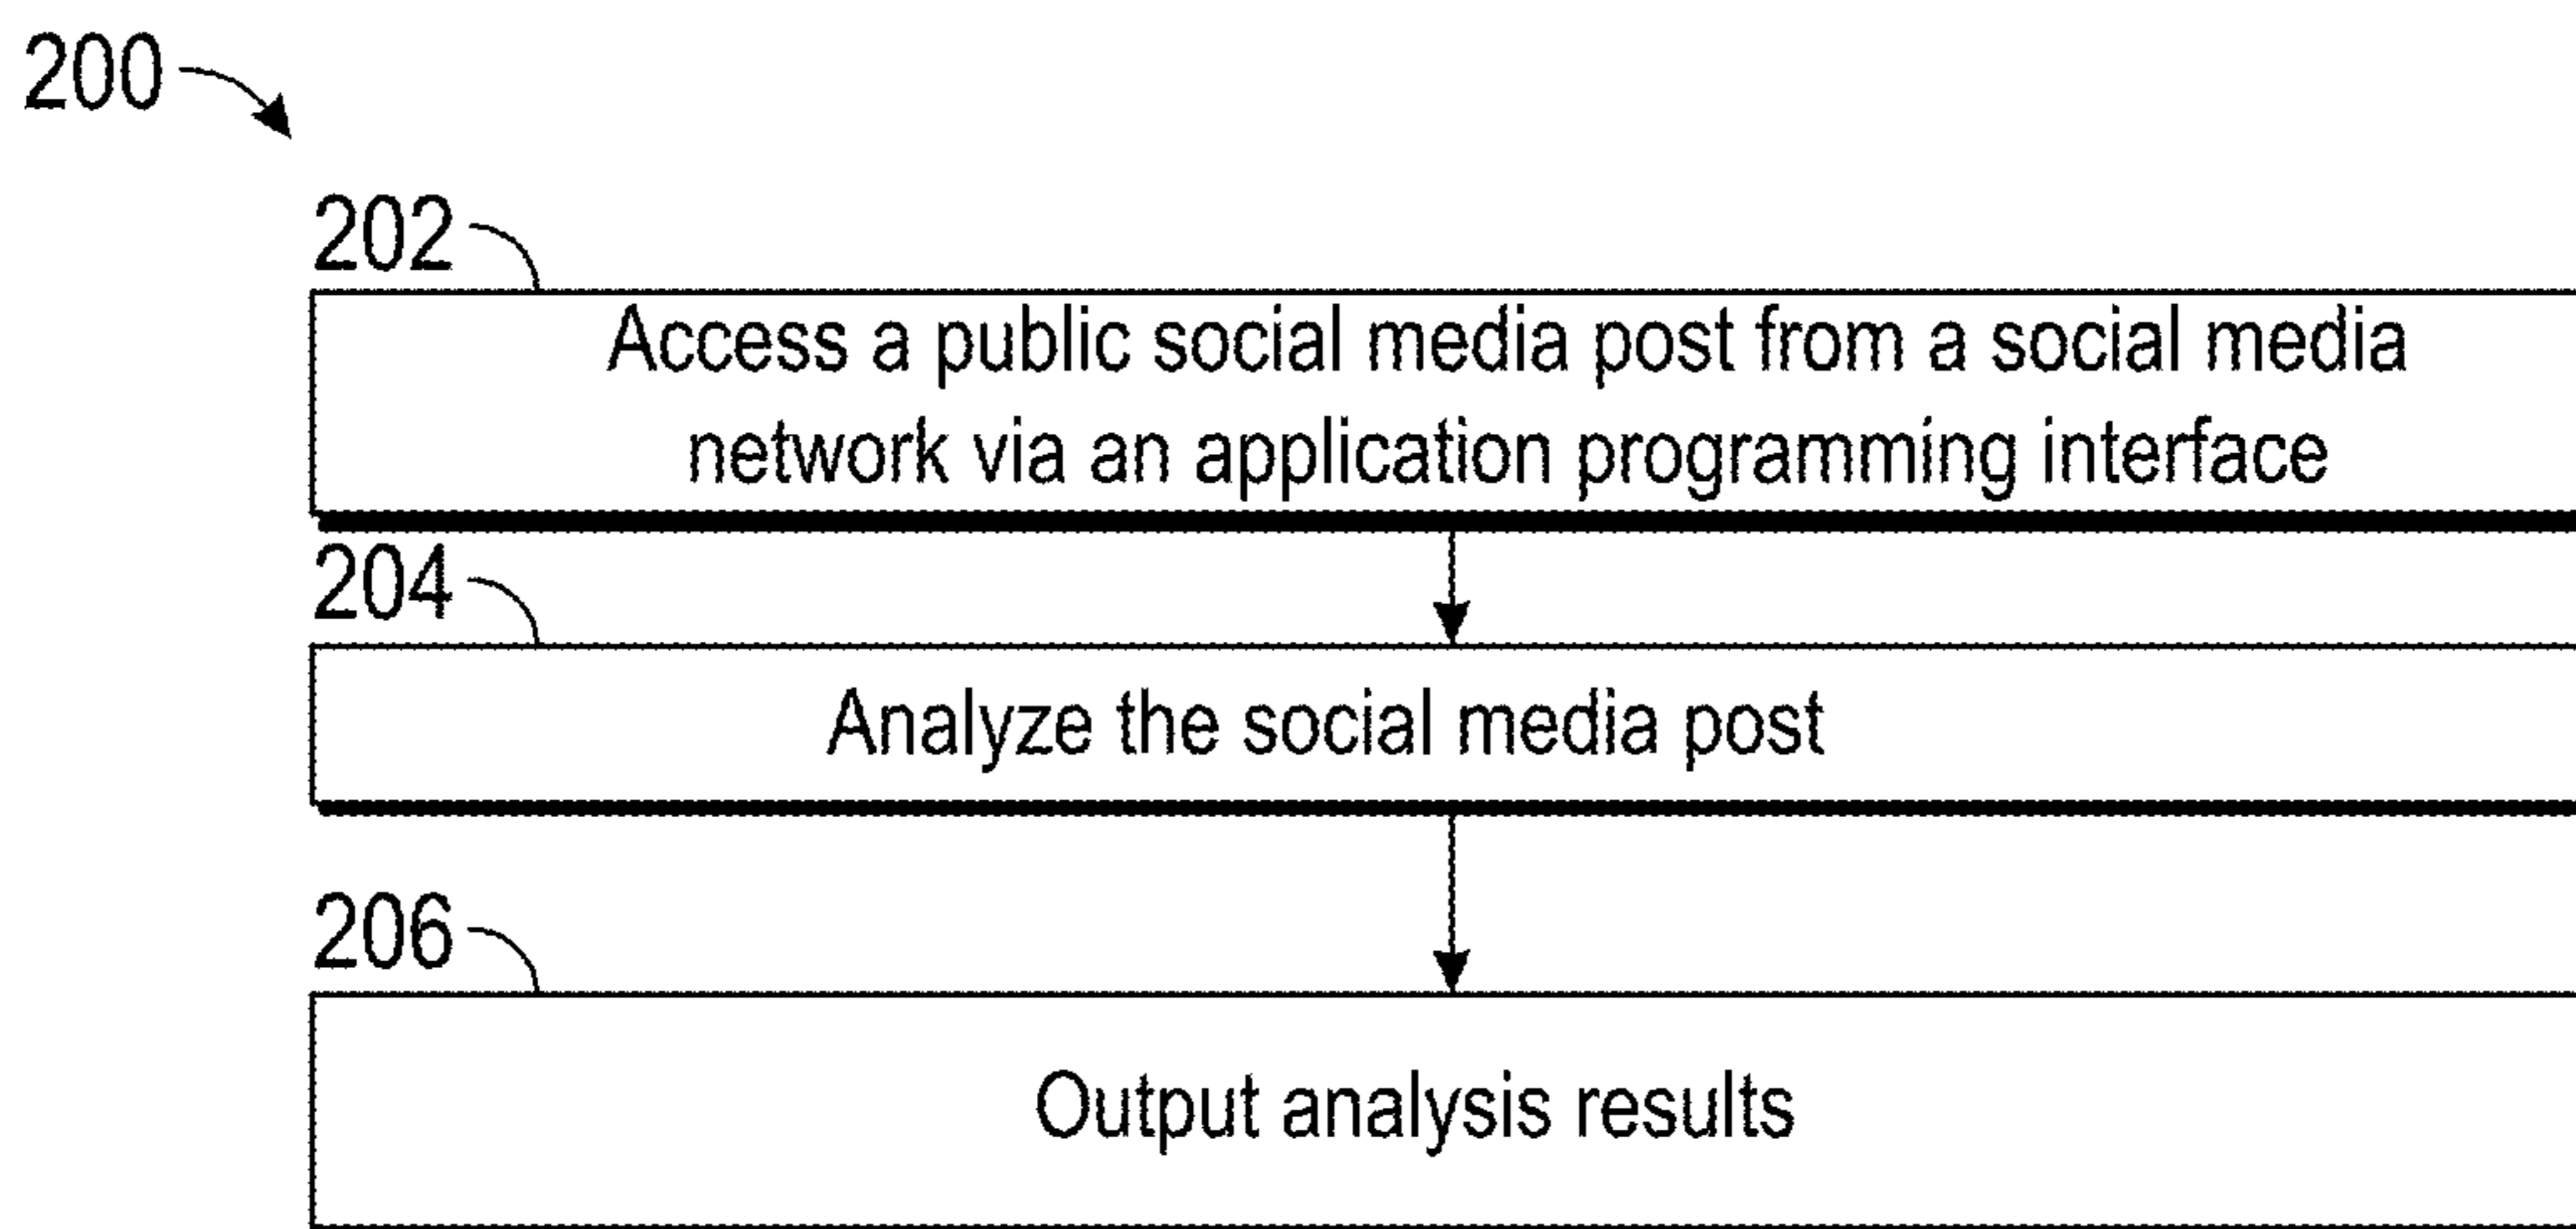 200
202
Access a public social media post from a social media
network via an application programming interface
204
Analyze the social media post
206
Output analysis results